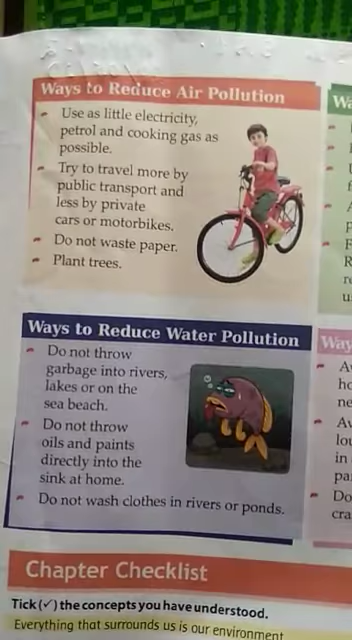 Ways to Reduce Air Pollution
Use as little electricity,
petrol and cooking gas as
possible.
Try to travel more by
public transport and
less by private
cars or motorbikes.
Do not waste paper.
Plant trees.
Ways to Reduce Water Pollution
Do not throw
garbage into rivers,
lakes or on the
sea beach.
Do not throw
oils and paints
directly into the
sink at home.
Do not wash clothes in rivers or ponds.
Chapter Checklist
Tick (✓) the concepts you have understood.
Everything that surrounds us is our environment